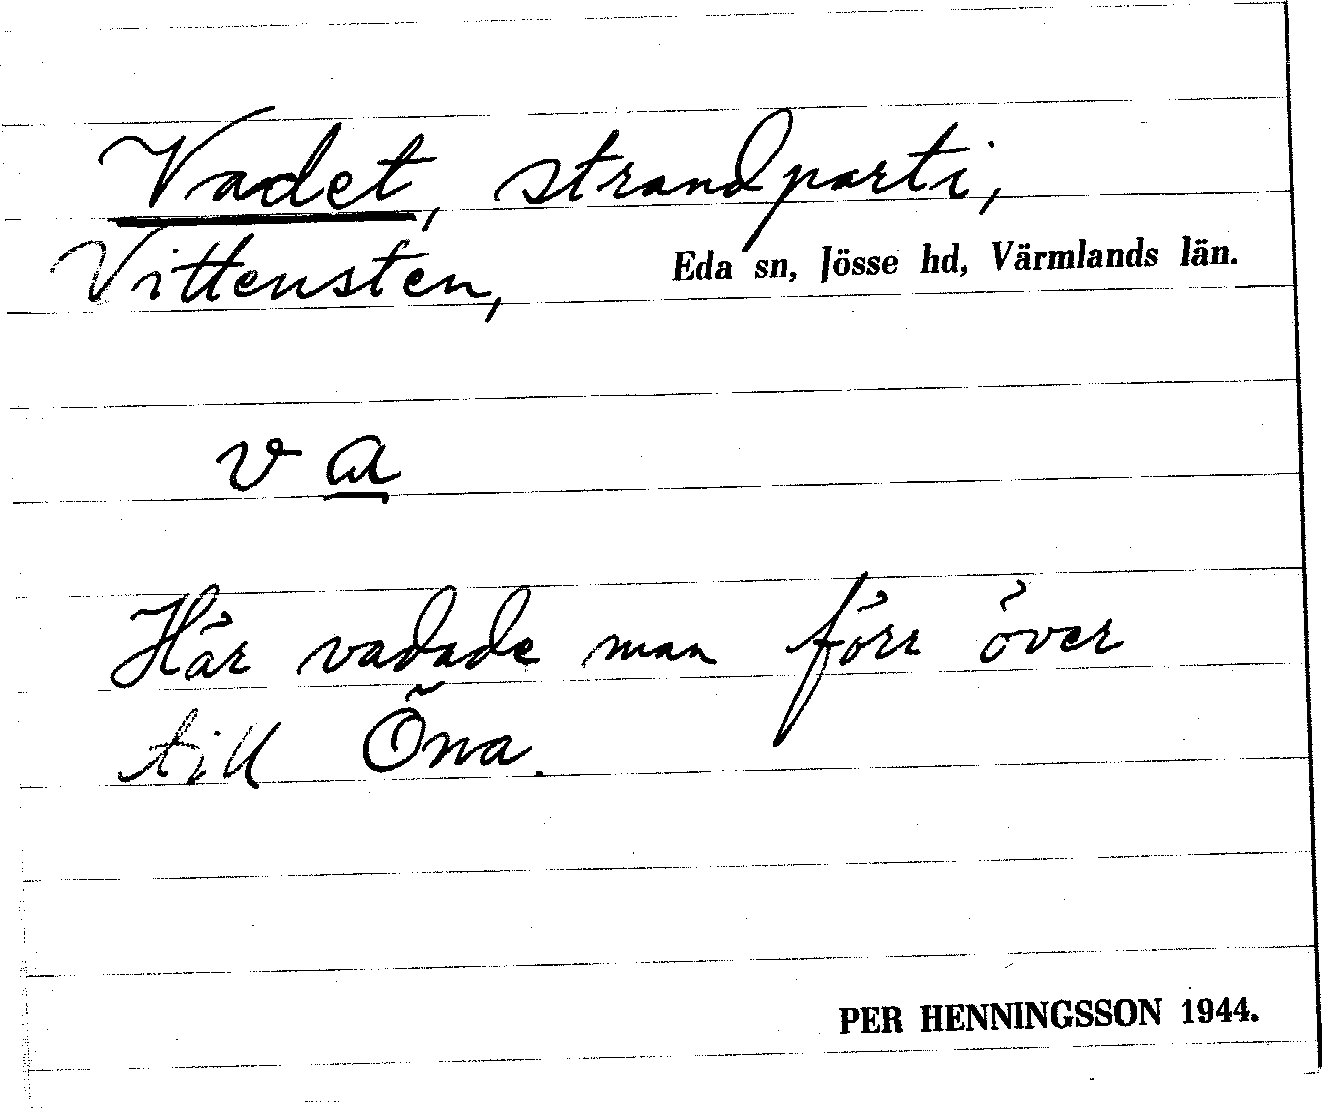 Vadet, strandparti,
Vittensten, Eda sn, Jösse hd, Värmlands län.
va
Här vadade man förr över
till Öna.
PER HENNINGSSON 1944.